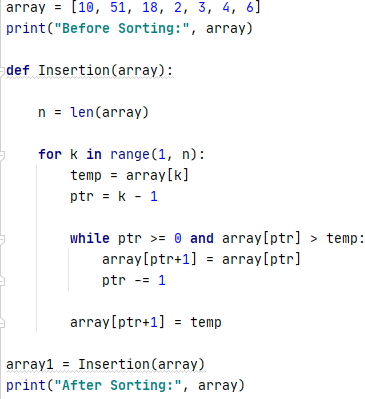 array = [10, 51, 18, 2, 3, 4, 6]
print("Before Sorting:", array)
def Insertion(array):
n = len(array)
for k in range(1, n):
temp = array[k]
ptr = k - 1
while ptr >= 0 and array[ptr] > temp:
array[ptr+1] = array[ptr]
ptr -= 1
array[ptr+1] = temp
array1 = Insertion(array)
print("After Sorting:", array)